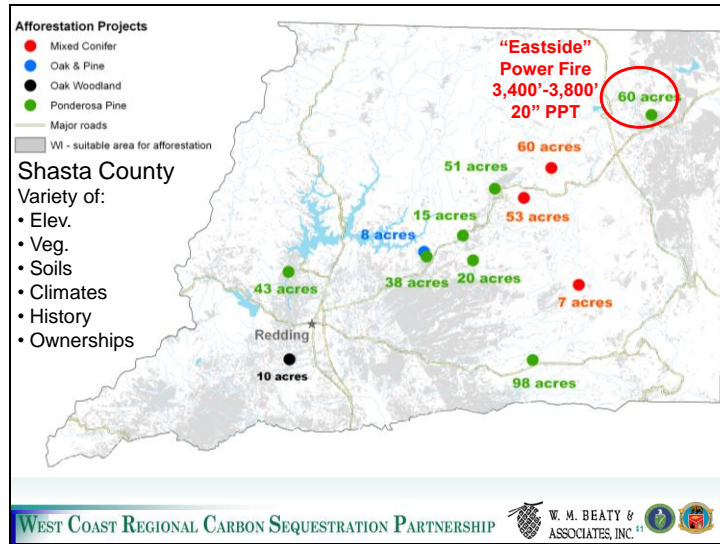 Afforestation Projects
Mixed Conifer
Oak & Pine
Oak Woodland
Ponderosa Pine
Major roads
WI - suitable area for afforestation
Shasta County
Variety of:
• Elev.
• Veg.
• Soils
• Climates
• History
• Ownerships
“Eastside”
Power Fire
3,400’-3,800’
20” PPT
60 acres
60 acres
51 acres
53 acres
15 acres
8 acres
38 acres
20 acres
43 acres
7 acres
Redding
10 acres
98 acres
WEST COAST REGIONAL CARBON SEQUESTRATION PARTNERSHIP
W. M. BEATY &
ASSOCIATES, INC.